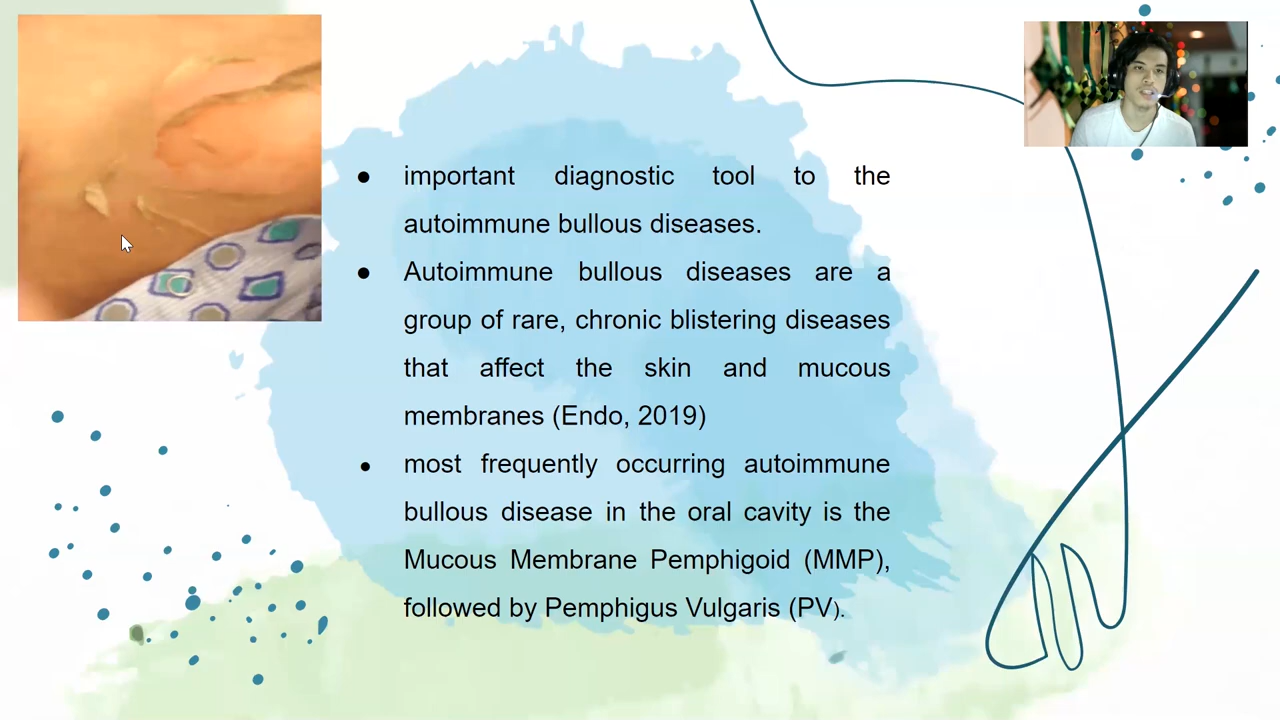 ● important diagnostic tool to the
autoimmune bullous diseases.
● Autoimmune bullous diseases are a
group of rare, chronic blistering diseases
that affect the skin and mucous
membranes (Endo, 2019)
● most frequently occurring autoimmune
bullous disease in the oral cavity is the
Mucous Membrane Pemphigoid (MMP),
followed by Pemphigus Vulgaris (PV).